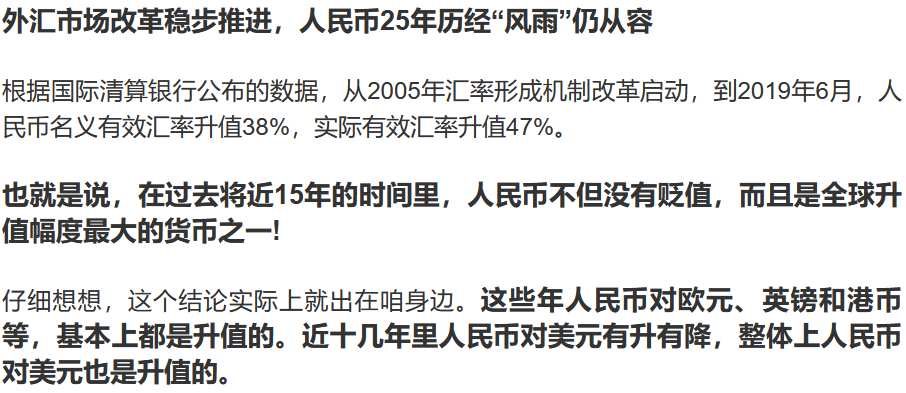 外汇市场改革稳步推进，人民币25年历经“风雨”仍从容
根据国际清算银行公布的数据，从2005年汇率形成机制改革启动，到2019年6月，人
民币名义有效汇率升值38%，实际有效汇率升值47%。
也就是说，在过去将近15年的时间里，人民币不但没有贬值，而且是全球升
值幅度最大的货币之一!
仔细想想，这个结论实际上就出在咱身边。这些年人民币对欧元、英镑和港币
等，基本上都是升值的。近十几年里人民币对美元有升有降，整体上人民币
对美元也是升值的。